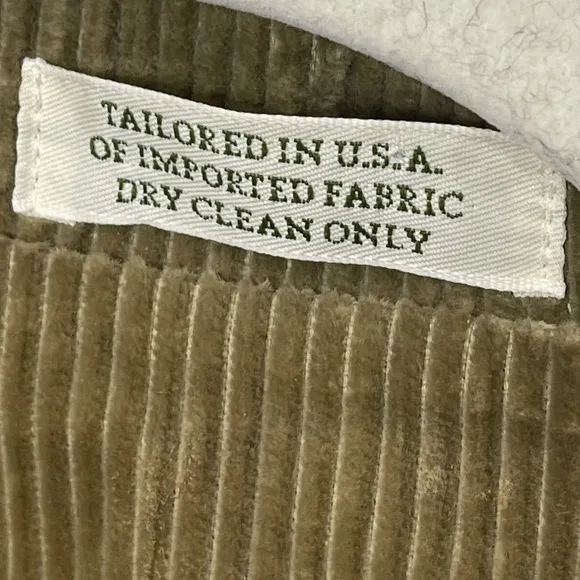 TAILORED IN U.S.A.
OF IMPORTED FABRIC
DRY CLEAN ONLY